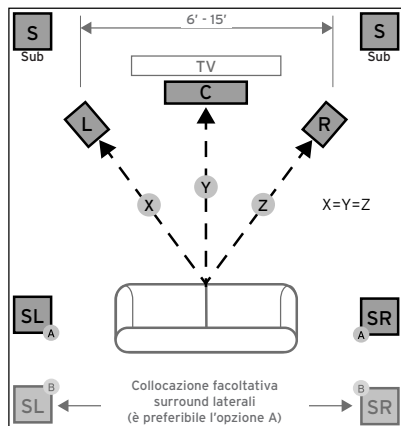 S
Sub
6' - 15'
S
Sub
TV
C
L
R
Y
X
Z
X=Y=Z
SL
A
SR
A
B
SL
B
SR
Collocazione facoltativa
surround laterali
(è preferibile l'opzione A)